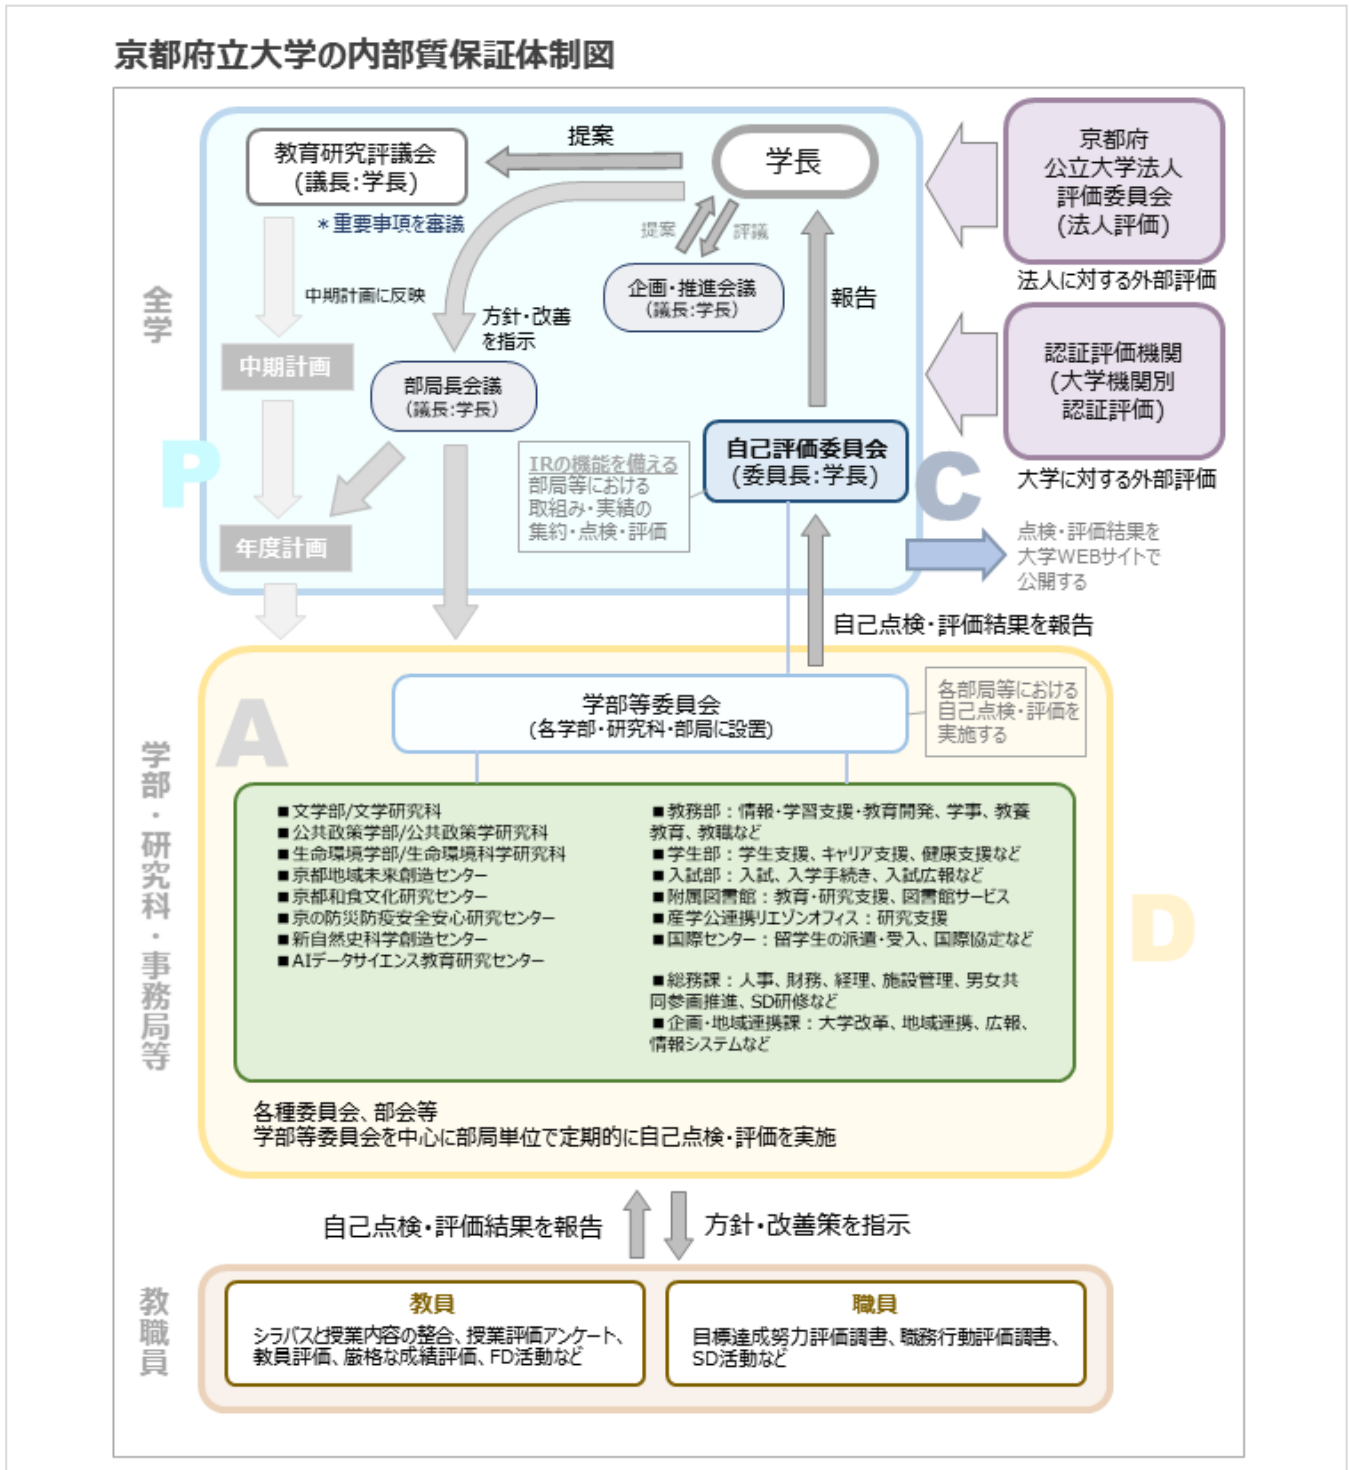 京都府立大学の内部質保証体制図
教育研究評議会
(議長:学長)
*重要事項を審議
提案
学長
提案
評議
企画・推進会議
(議長:学長)
報告
京都府
公立大学法人
評価委員会
(法人評価)
法人に対する外部評価
認証評価機関
(大学機関別
認証評価)
大学に対する外部評価
全学
中期計画に反映
方針・改善
を指示
中期計画
部局長会議
(議長:学長)
P
IRの機能を備える
部局等における
取組み・実績の
集約・点検・評価
自己評価委員会
(委員長:学長)
C
年度計画
点検・評価結果を
大学WEBサイトで
公開する
自己点検・評価結果を報告
A
学部等委員会
(各学部・研究科・部局に設置)
各部局等における
自己点検・評価を
実施する
学部・研究科・事務局等
■文学部/文学研究科
■公共政策学部/公共政策学研究科
■生命環境学部/生命環境科学研究科
■京都地域未来創造センター
■京都和食文化研究センター
■京の防災防疫安全安心研究センター
■新自然史科学創造センター
■AIデータサイエンス教育研究センター
■教務部：情報・学習支援・教育開発、学事、教養
教育、教職など
■学生部：学生支援、キャリア支援、健康支援など
■入試部：入試、入学手続き、入試広報など
■附属図書館：教育・研究支援、図書館サービス
■産学公連携リエゾンオフィス：研究支援
■国際センター：留学生の派遣・受入、国際協定など
■総務課：人事、財務、経理、施設管理、男女共
同参画推進、SD研修など
■企画・地域連携課：大学改革、地域連携、広報、
情報システムなど
D
各種委員会、部会等
学部等委員会を中心に部局単位で定期的に自己点検・評価を実施
自己点検・評価結果を報告
方針・改善策を指示
教職員
教員
シラバスと授業内容の整合、授業評価アンケート、
教員評価、厳格な成績評価、FD活動など
職員
目標達成努力評価調書、職務行動評価調書、
SD活動など